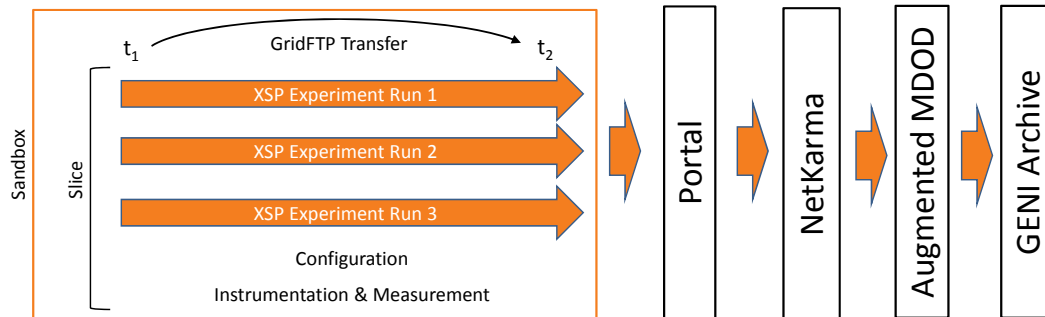 Sandbox
Slice
t1
GridFTP Transfer
t2
XSP Experiment Run 1
XSP Experiment Run 2
XSP Experiment Run 3
Configuration
Instrumentation & Measurement
Portal
NetKarma
Augmented MDOD
GENI Archive